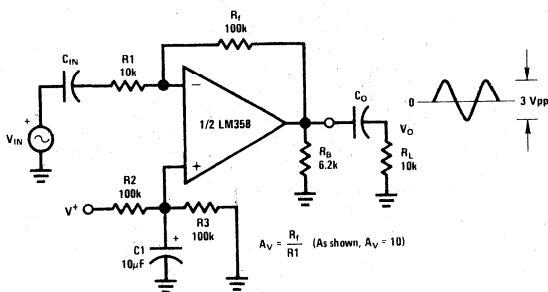 Rf
100k
CIN
R1
10k
CO
0
3 Vpp
−
1/2 LM358
+
VO
+
VIN
RB
6.2k
RL
10k
R2
100k
V+
R3
100k
+
C1
10µF
AV = Rf/R1 (As shown, AV = 10)